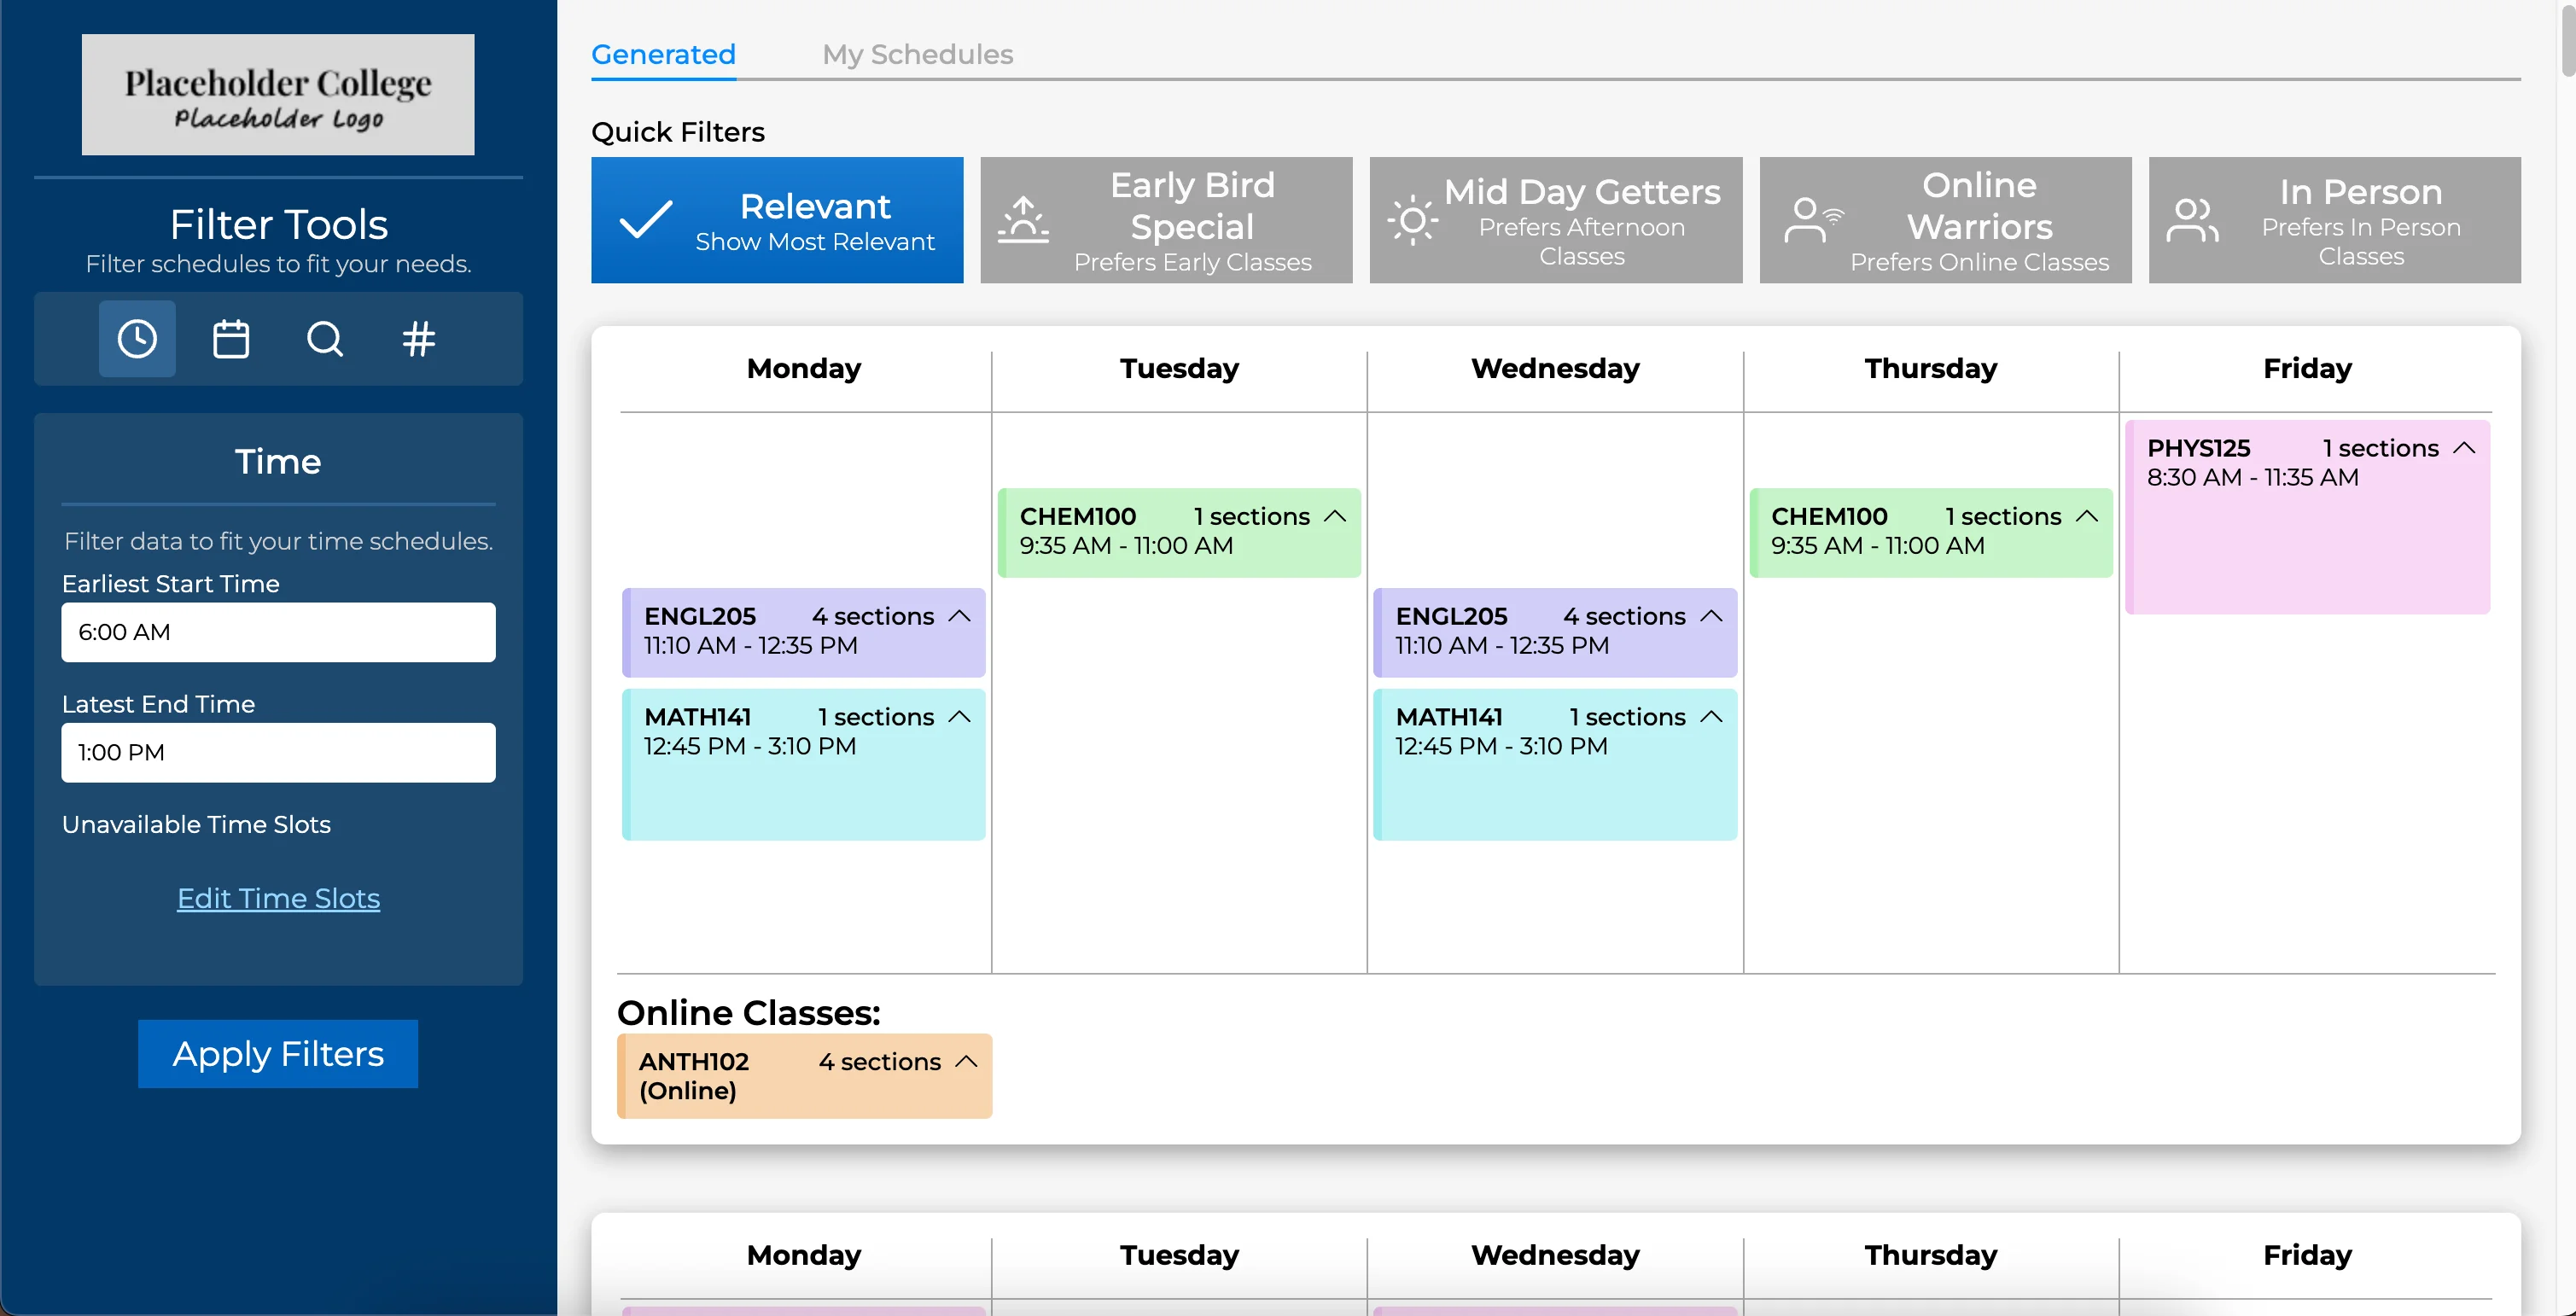 Placeholder College
Placeholder Logo
Filter Tools
Filter schedules to fit your needs.
Time
Filter data to fit your time schedules.
Earliest Start Time
6:00 AM
Latest End Time
1:00 PM
Unavailable Time Slots
Edit Time Slots
Apply Filters
Generated
My Schedules
Quick Filters
Relevant
Show Most Relevant
Early Bird
Special
Prefers Early Classes
Mid Day Getters
Prefers Afternoon
Classes
Online
Warriors
Prefers Online Classes
In Person
Prefers In Person
Classes
Monday
Tuesday
Wednesday
Thursday
Friday
ENGL205 4 sections
11:10 AM - 12:35 PM
MATH141 1 sections
12:45 PM - 3:10 PM
CHEM100 1 sections
9:35 AM - 11:00 AM
ENGL205 4 sections
11:10 AM - 12:35 PM
MATH141 1 sections
12:45 PM - 3:10 PM
CHEM100 1 sections
9:35 AM - 11:00 AM
PHYS125 1 sections
8:30 AM - 11:35 AM
Online Classes:
ANTH102 4 sections
(Online)
Monday
Tuesday
Wednesday
Thursday
Friday